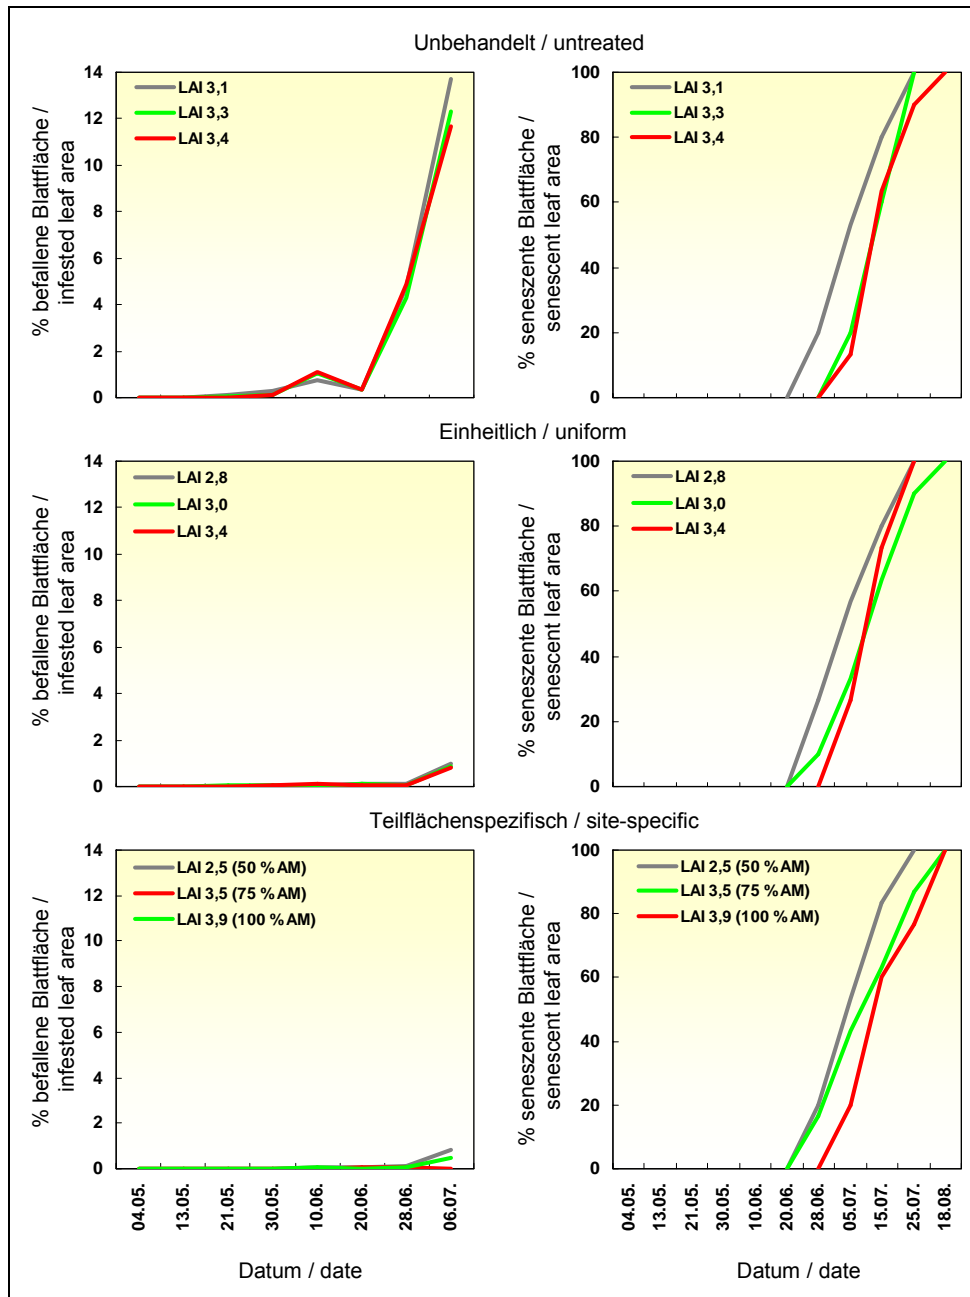 Unbehandelt / untreated
% befallene Blattfläche /
infested leaf area
14
12
10
8
6
4
2
0
LAI 3,1
LAI 3,3
LAI 3,4
% seneszente Blattfläche /
senescent leaf area
100
80
60
40
20
0
LAI 3,1
LAI 3,3
LAI 3,4
Einheitlich / uniform
% befallene Blattfläche /
infested leaf area
14
12
10
8
6
4
2
0
LAI 2,8
LAI 3,0
LAI 3,4
% seneszente Blattfläche /
senescent leaf area
100
80
60
40
20
0
LAI 2,8
LAI 3,0
LAI 3,4
Teilflächenspezifisch / site-specific
% befallene Blattfläche /
infested leaf area
14
12
10
8
6
4
2
0
LAI 2,5 (50 % AM)
LAI 3,5 (75 % AM)
LAI 3,9 (100 % AM)
04.05.
13.05.
21.05.
30.05.
10.06.
20.06.
28.06.
06.07.
Datum / date
% seneszente Blattfläche /
senescent leaf area
100
80
60
40
20
0
LAI 2,5 (50 % AM)
LAI 3,5 (75 % AM)
LAI 3,9 (100 % AM)
04.05.
13.05.
21.05.
30.05.
10.06.
20.06.
28.06.
05.07.
15.07.
25.07.
18.08.
Datum / date